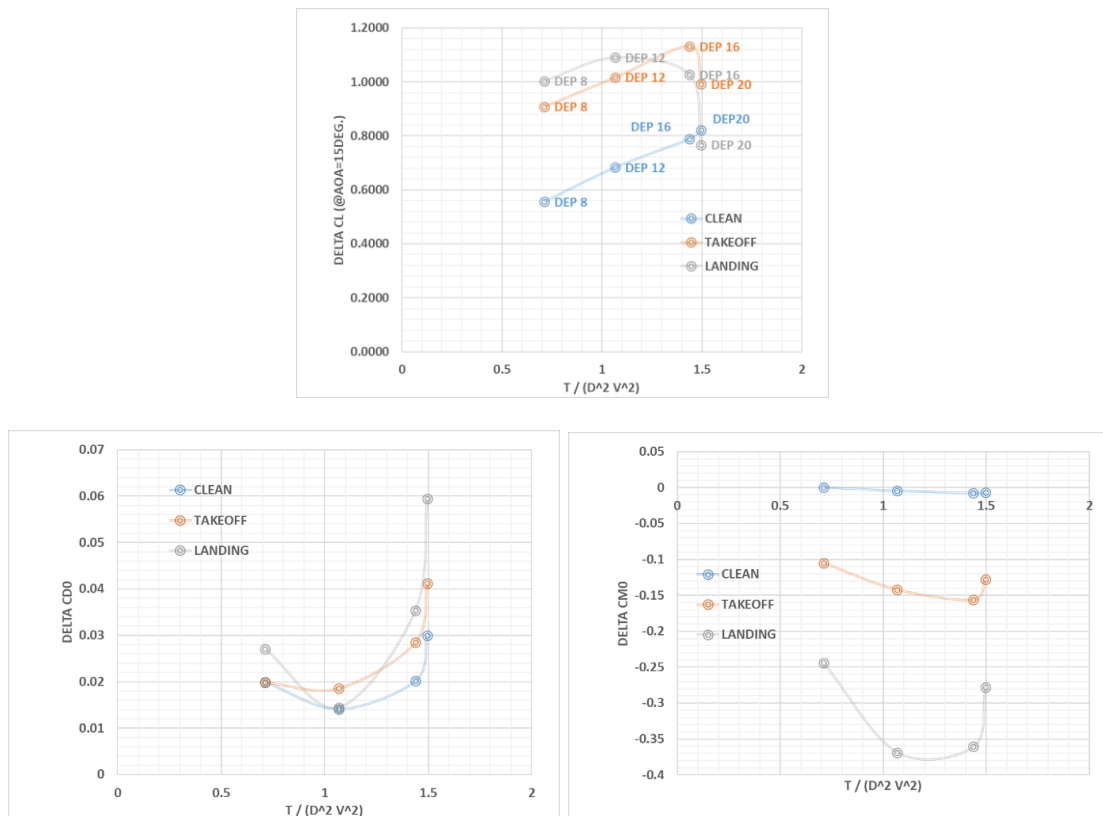 DELTA CL (@AOA=15DEG.)
1.2000
1.0000
0.8000
0.6000
0.4000
0.2000
0.0000
DEP 16
DEP 12
DEP 16
DEP 8
DEP 12
DEP 20
DEP 8
DEP20
DEP 16
DEP 20
DEP 12
DEP 8
CLEAN
TAKEOFF
LANDING
0
0.5
1
1.5
2
T / (D^2 V^2)
DELTA CD0
0.07
0.06
0.05
0.04
0.03
0.02
0.01
0
CLEAN
TAKEOFF
LANDING
0
0.5
1
1.5
2
T / (D^2 V^2)
DELTA CM0
0.05
0
-0.05
-0.1
-0.15
-0.2
-0.25
-0.3
-0.35
-0.4
0
0.5
1
1.5
2
CLEAN
TAKEOFF
LANDING
T / (D^2 V^2)